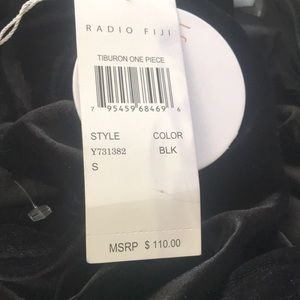 RADIO FIJI
TIBURON ONE PIECE
7 95459 68469 6
STYLE COLOR
Y731382 BLK
S
MSRP $ 110.00